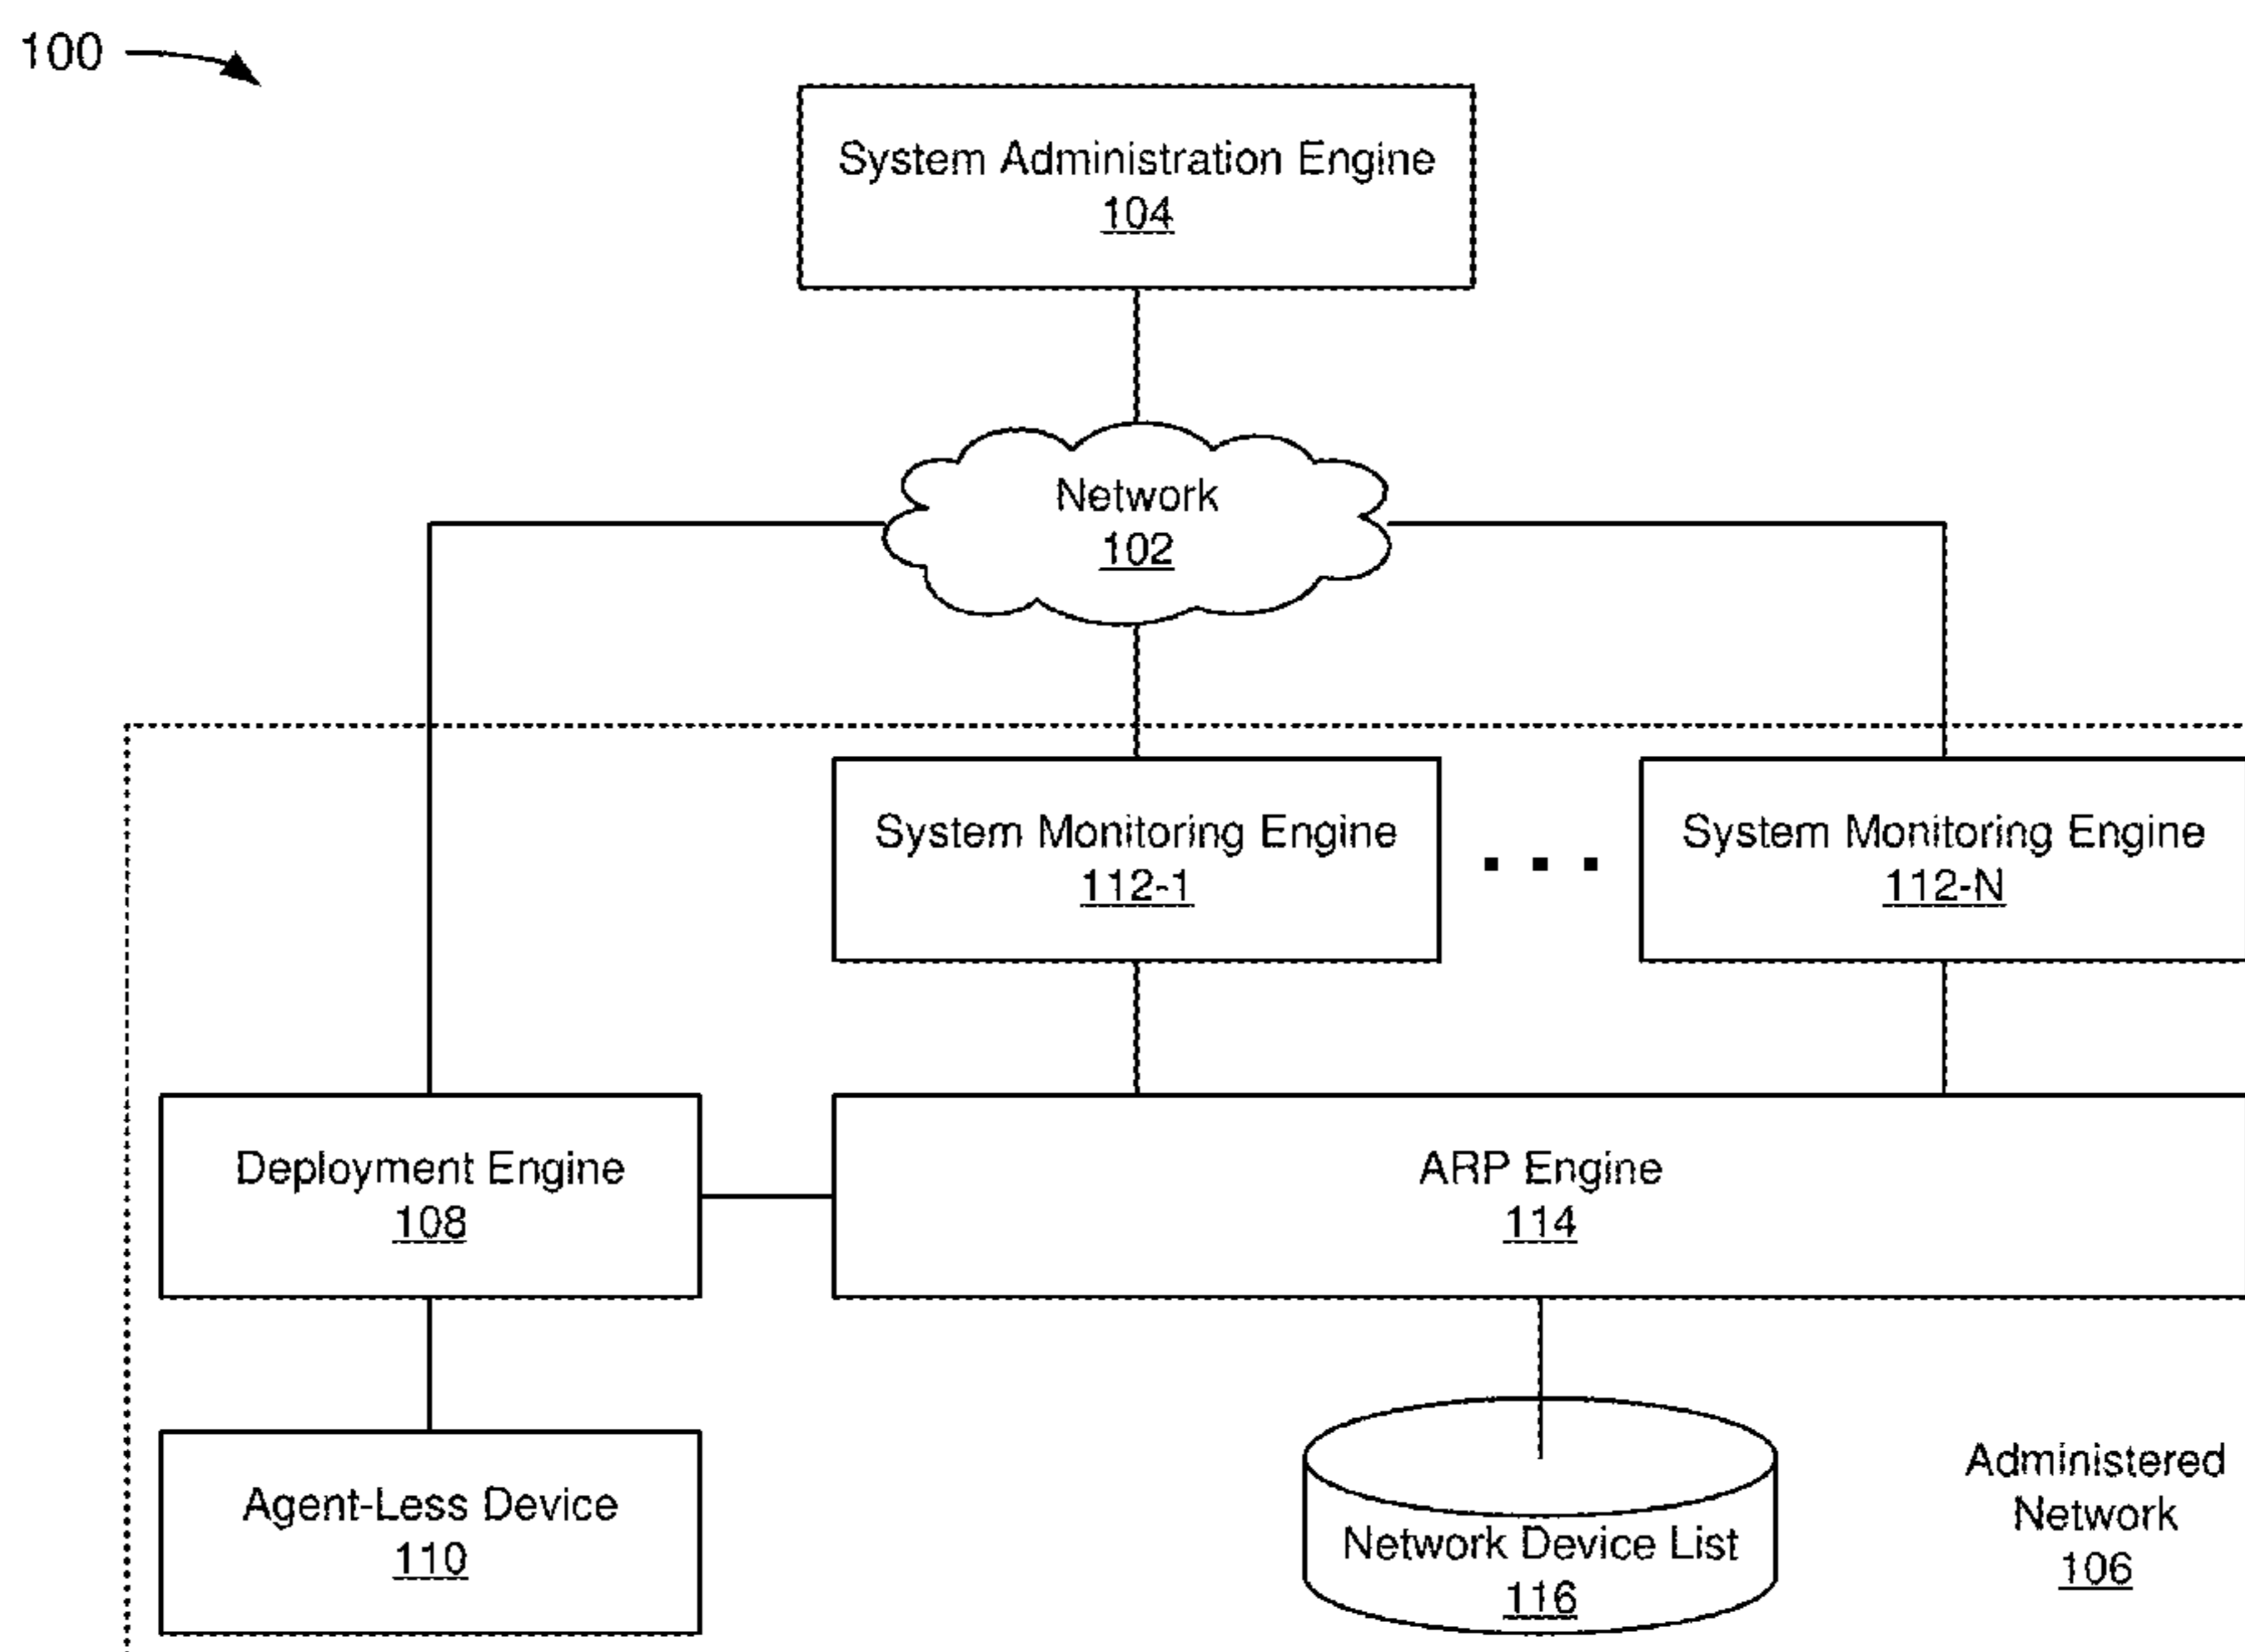 100
System Administration Engine
104
Network
102
System Monitoring Engine
112-1
. . .
System Monitoring Engine
112-N
Deployment Engine
108
ARP Engine
114
Agent-Less Device
110
Network Device List
116
Administered
Network
106